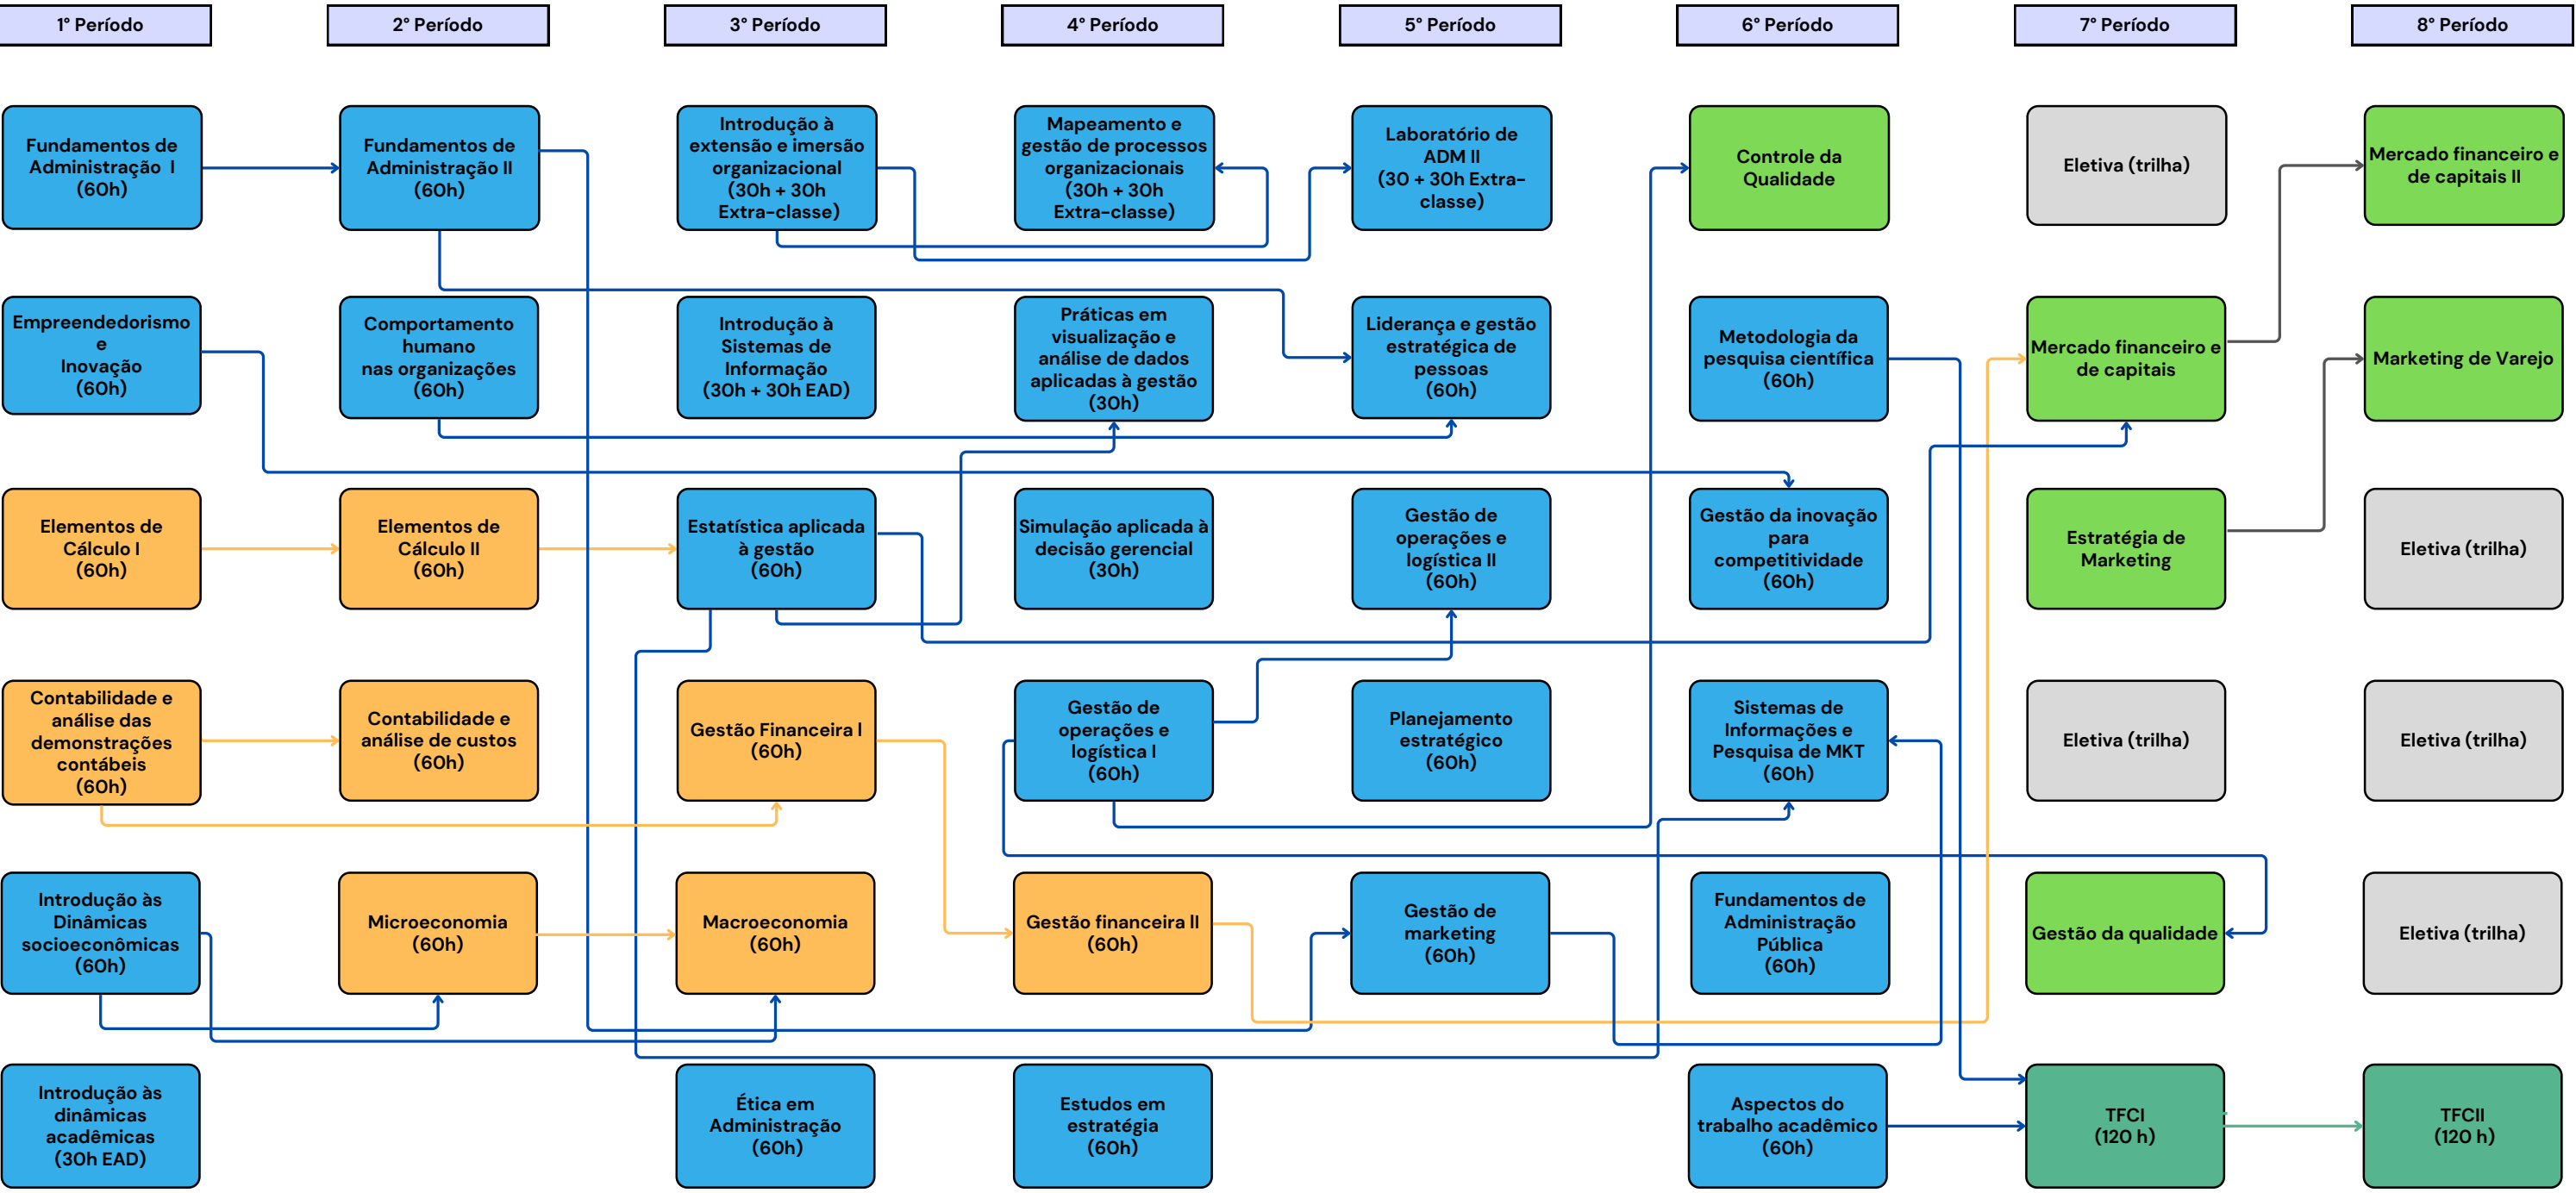 1° Período
2° Período
3° Período
4° Período
5° Período
6° Período
7° Período
8° Período
Fundamentos de
Administração I
(60h)
Fundamentos de
Administração II
(60h)
Introdução à
extensão e imersão
organizacional
(30h + 30h
Extra-classe)
Mapeamento e
gestão de processos
organizacionais
(30h + 30h
Extra-classe)
Laboratório de
ADM II
(30 + 30h Extra-
classe)
Controle da
Qualidade
Eletiva (trilha)
Mercado financeiro e
de capitais II
Empreendedorismo
e
Inovação
(60h)
Comportamento
humano
nas organizações
(60h)
Introdução à
Sistemas de
Informação
(30h + 30h EAD)
Práticas em
visualização e
análise de dados
aplicadas à gestão
(30h)
Liderança e gestão
estratégica de
pessoas
(60h)
Metodologia da
pesquisa científica
(60h)
Mercado financeiro e
de capitais
Marketing de Varejo
Elementos de
Cálculo I
(60h)
Elementos de
Cálculo II
(60h)
Estatística aplicada
à gestão
(60h)
Simulação aplicada à
decisão gerencial
(30h)
Gestão de
operações e
logística II
(60h)
Gestão da inovação
para
competitividade
(60h)
Estratégia de
Marketing
Eletiva (trilha)
Contabilidade e
análise das
demonstrações
contábeis
(60h)
Contabilidade e
análise de custos
(60h)
Gestão Financeira I
(60h)
Gestão de
operações e
logística I
(60h)
Planejamento
estratégico
(60h)
Sistemas de
Informações e
Pesquisa de MKT
(60h)
Eletiva (trilha)
Eletiva (trilha)
Introdução às
Dinâmicas
socioeconômicas
(60h)
Microeconomia
(60h)
Macroeconomia
(60h)
Gestão financeira II
(60h)
Gestão de
marketing
(60h)
Fundamentos de
Administração
Pública
(60h)
Gestão da qualidade
Eletiva (trilha)
Introdução às
dinâmicas
acadêmicas
(30h EAD)
Ética em
Administração
(60h)
Estudos em
estratégia
(60h)
Aspectos do
trabalho acadêmico
(60h)
TFCI
(120 h)
TFCII
(120 h)